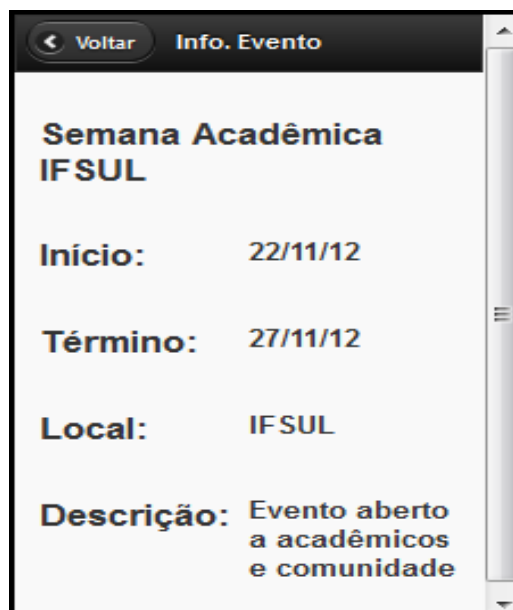 Voltar Info. Evento
Semana Acadêmica
IFSUL
Início: 22/11/12
Término: 27/11/12
Local: IFSUL
Descrição: Evento aberto
a acadêmicos
e comunidade